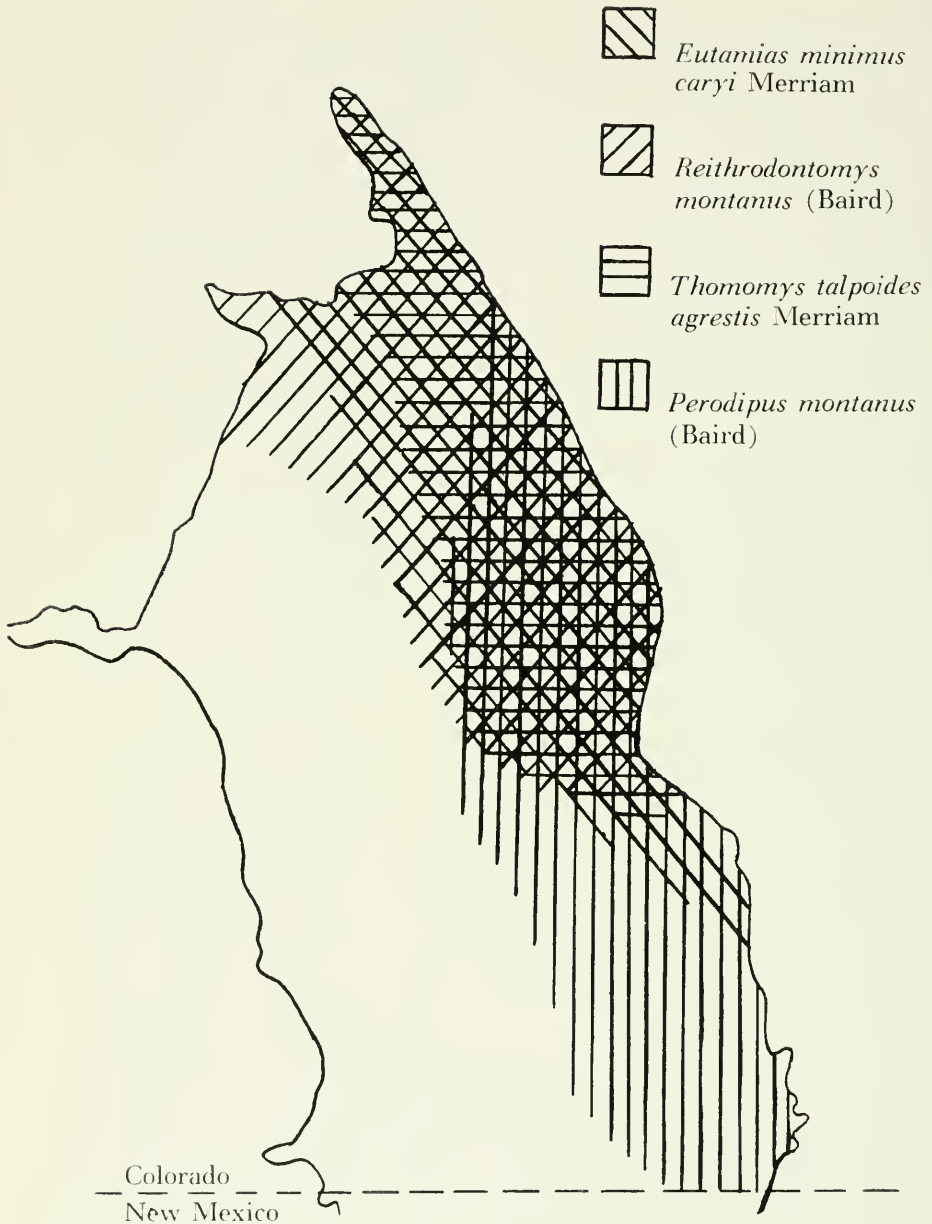 Eutamias minimus
caryi Merriam
Reithrodontomys
montanus (Baird)
Thomomys talpoides
agrestis Merriam
Perodipus montanus
(Baird)
Colorado
New Mexico